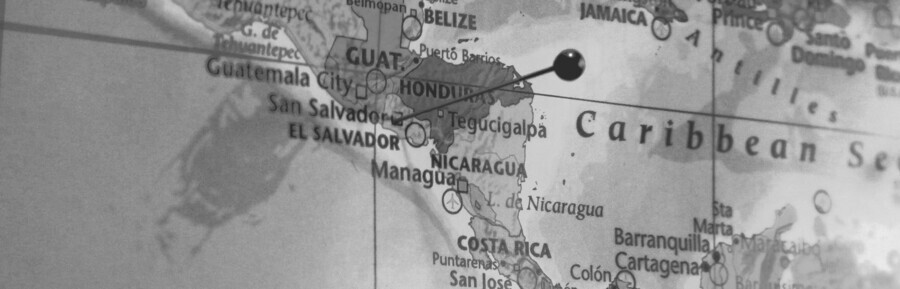 Tehuantepec
Belmopan
BELIZE
JAMAICA
Prince
G. de
Tehuantepec
Santo
Domingo
GUAT.
Puerto Barrios
Antilles
Guatemala City
HONDURAS
San Salvador
Tegucigalpa
Caribbean Se
EL SALVADOR
NICARAGUA
Managua
L. de Nicaragua
Sta
Marta
COSTA RICA
Barranquilla
Maracaibo
Puntarenas
Cartagena
San José
Colón